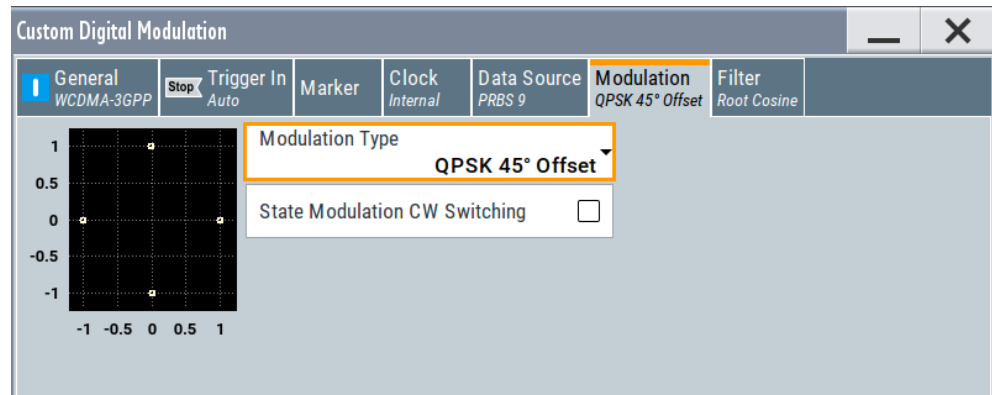 Custom Digital Modulation
General
WCDMA-3GPP
Stop
Trigger In
Auto
Marker
Clock
Internal
Data Source
PRBS 9
Modulation
QPSK 45° Offset
Filter
Root Cosine
1
0.5
0
-0.5
-1
-1 -0.5 0 0.5 1
Modulation Type
QPSK 45° Offset
State Modulation CW Switching